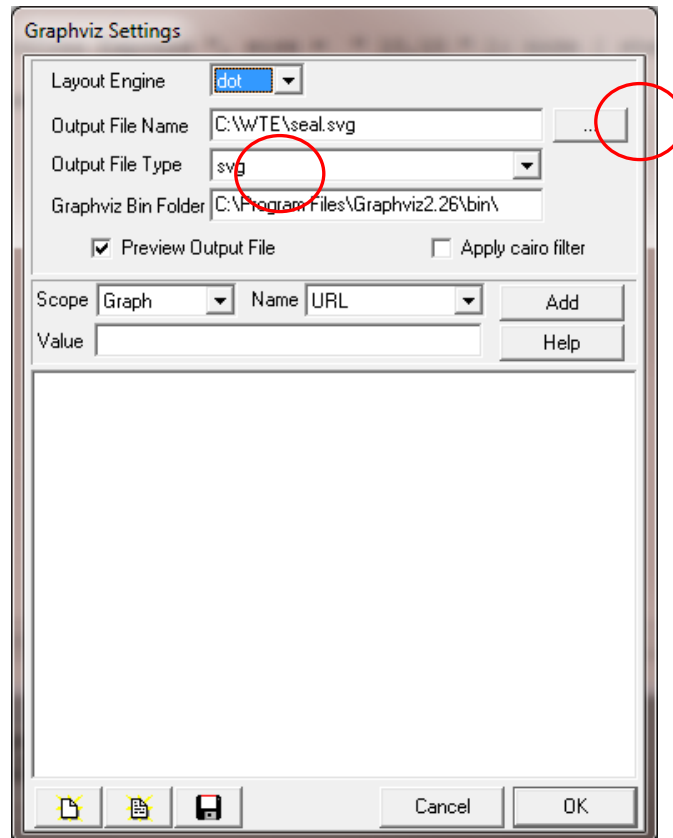 Graphviz Settings
Layout Engine dot
Output File Name C:\WTE\seal.svg ...
Output File Type svg
Graphviz Bin Folder C:\Program Files\Graphviz2.26\bin\
Preview Output File Apply cairo filter
Scope Graph Name URL Add
Value Help
Cancel OK